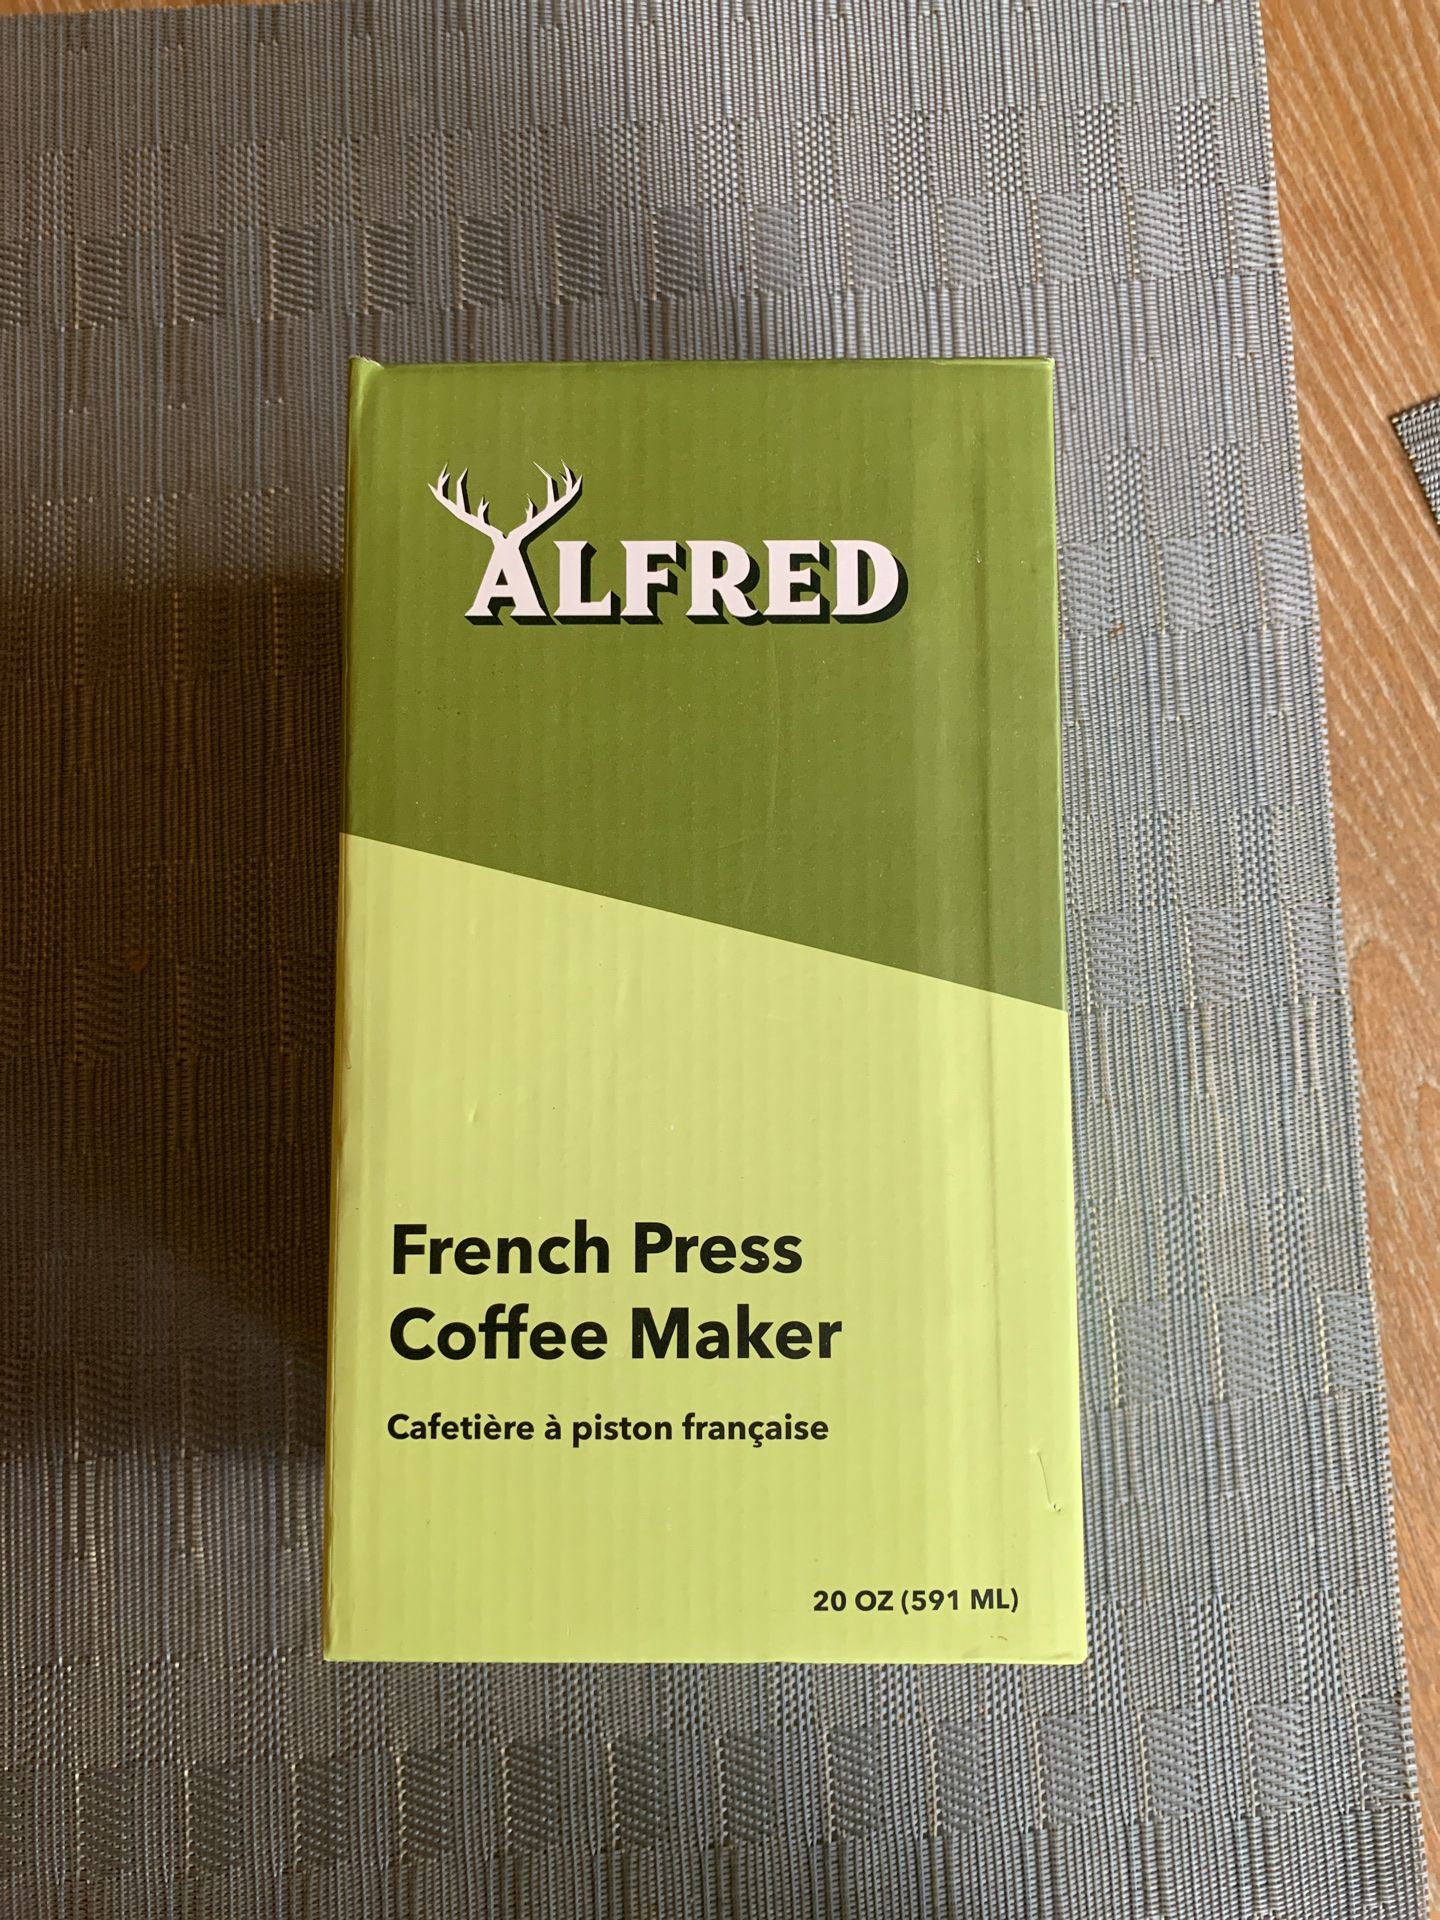 ALFRED
French Press
Coffee Maker
Cafetière à piston française
20 OZ (591 ML)